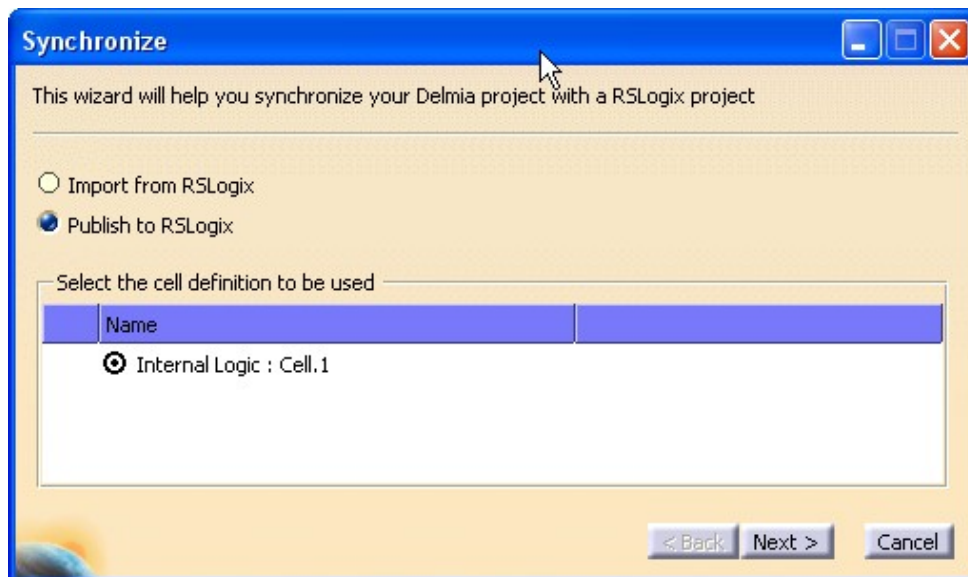 Synchronize
This wizard will help you synchronize your Delmia project with a RSLogix project
Import from RSLogix
Publish to RSLogix
Select the cell definition to be used
Name
Internal Logic : Cell.1
< Back Next > Cancel